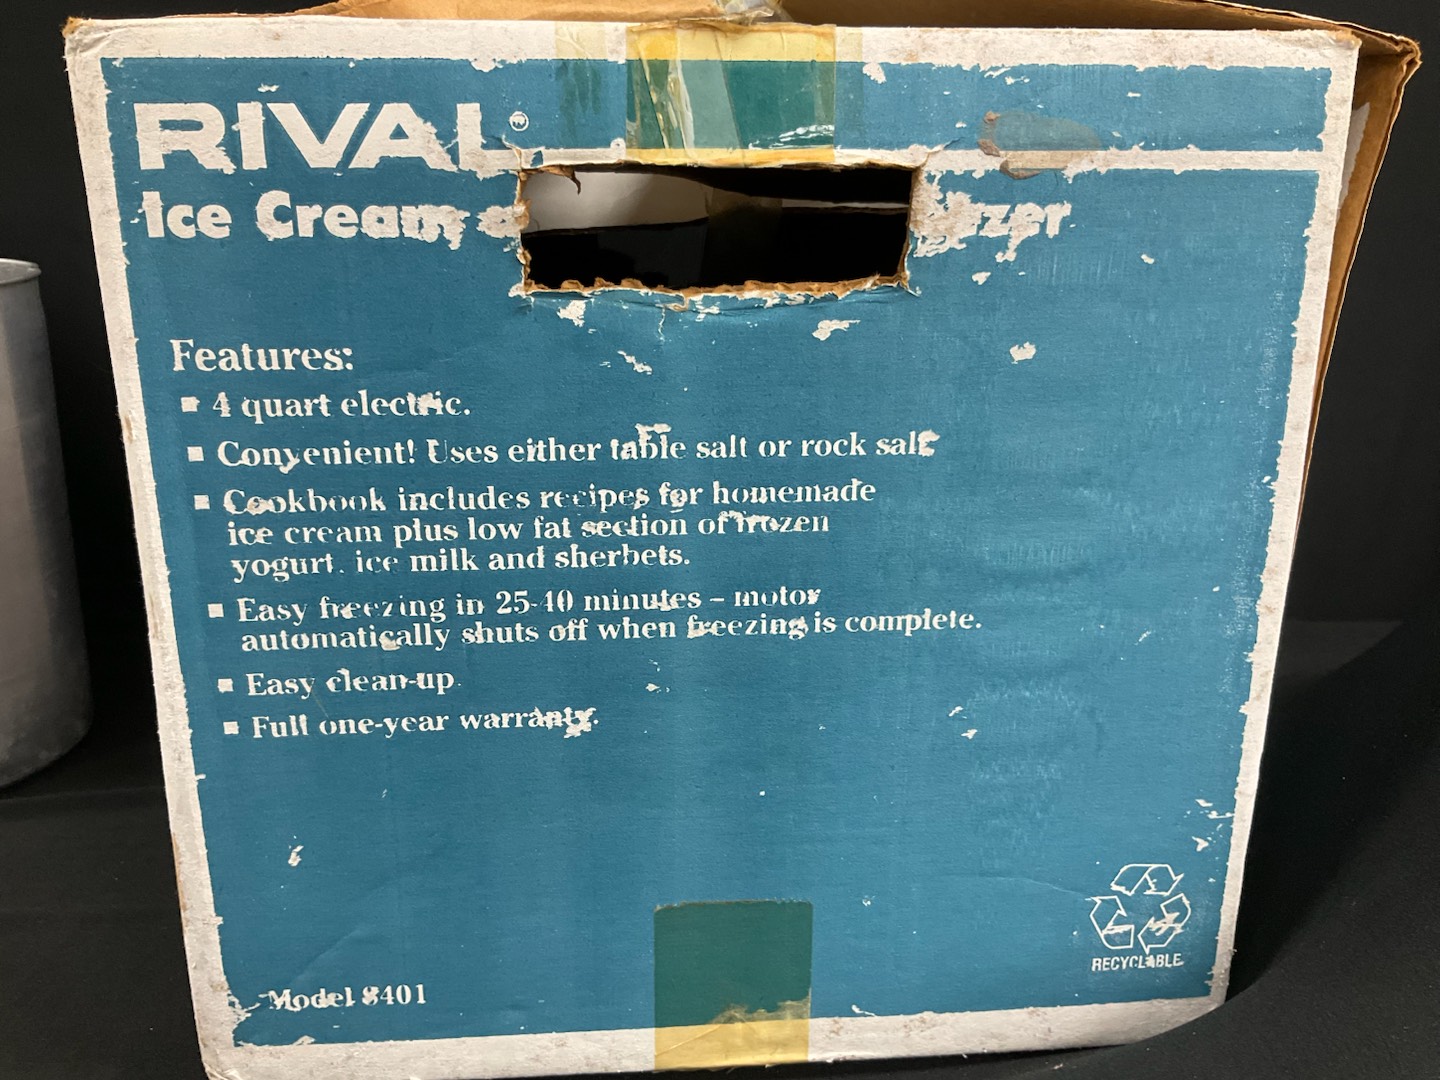 RIVAL®
Ice Cream
Features:
▪ 4 quart electric.
▪ Convenient! Uses either table salt or rock salt
▪ Cookbook includes recipes for homemade
ice cream plus low fat section of frozen
yogurt, ice milk and sherbets.
▪ Easy freezing in 25-40 minutes – motor
automatically shuts off when freezing is complete.
▪ Easy clean-up.
▪ Full one-year warranty.
RECYCLABLE
Model 8401